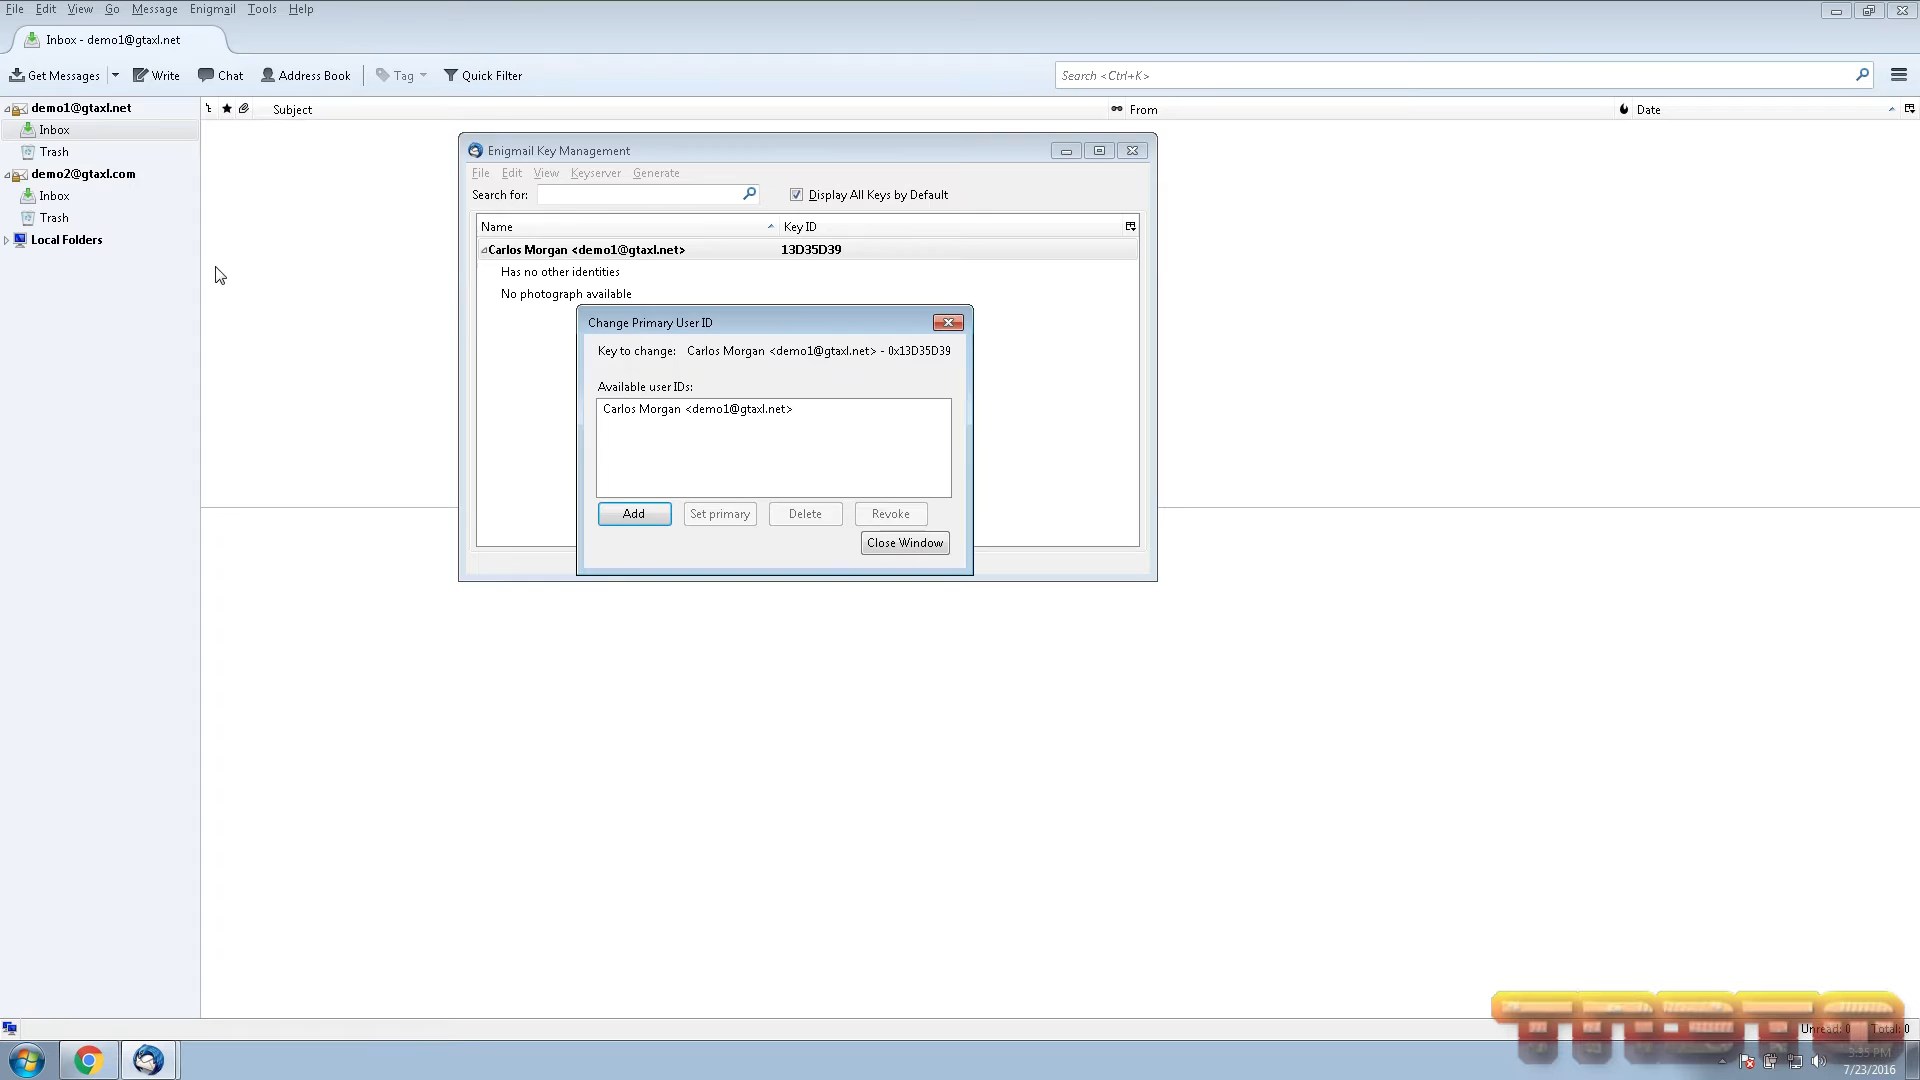 File Edit View Go Message Enigmail Tools Help
Inbox - demo1@gtaxl.net
Get Messages Write Chat Address Book Tag Quick Filter Search <Ctrl+K>
demo1@gtaxl.net
Inbox
Trash
demo2@gtaxl.com
Inbox
Trash
Local Folders
Subject From Date
Enigmail Key Management
File Edit View Keyserver Generate
Search for: Display All Keys by Default
Name Key ID
Carlos Morgan <demo1@gtaxl.net> 13D35D39
Has no other identities
No photograph available
Change Primary User ID
Key to change: Carlos Morgan <demo1@gtaxl.net> - 0x13D35D39
Available user IDs:
Carlos Morgan <demo1@gtaxl.net>
Add Set primary Delete Revoke
Close Window
Unread: 0 Total: 0
3:35 PM
7/23/2016